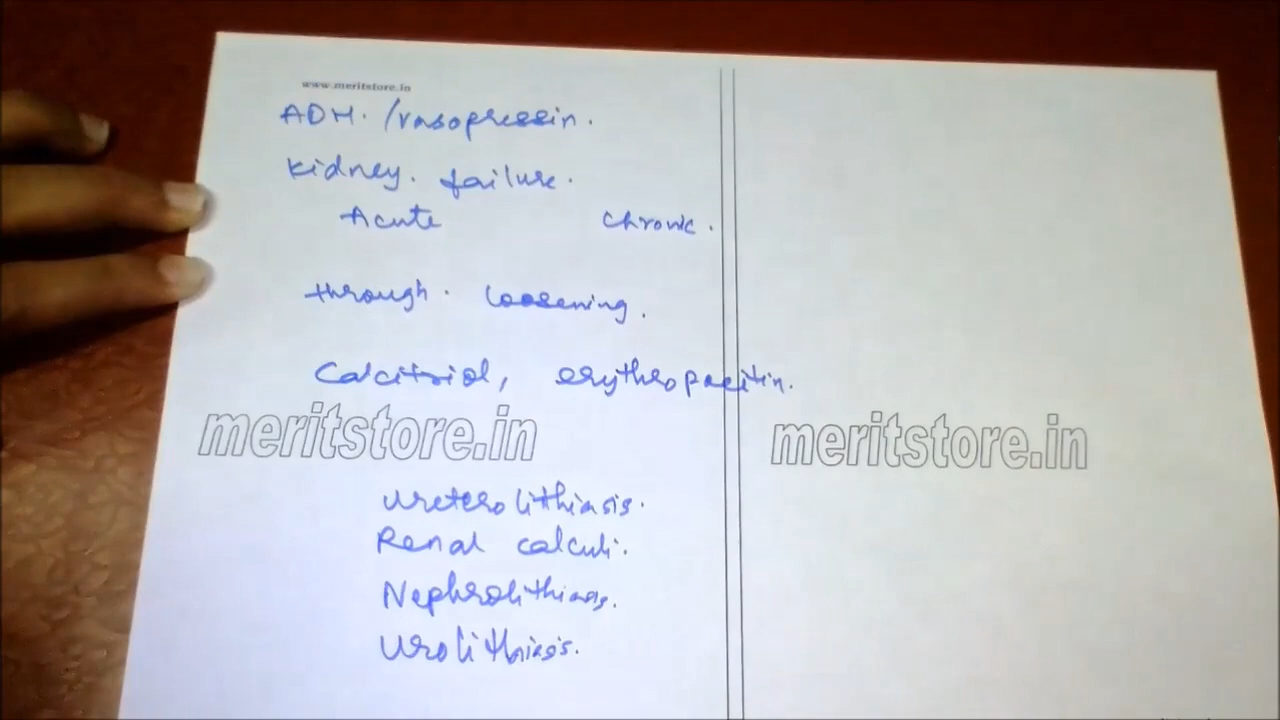 www.meritstore.in
ADH. /vasopressin.
Kidney. failure.
Acute chronic.
through. loosening.
Calcitriol, erythropoeitin.
meritstore.in meritstore.in
Ureterolithiasis.
Renal calculi.
Nephrolithiasis.
Urolithiasis.